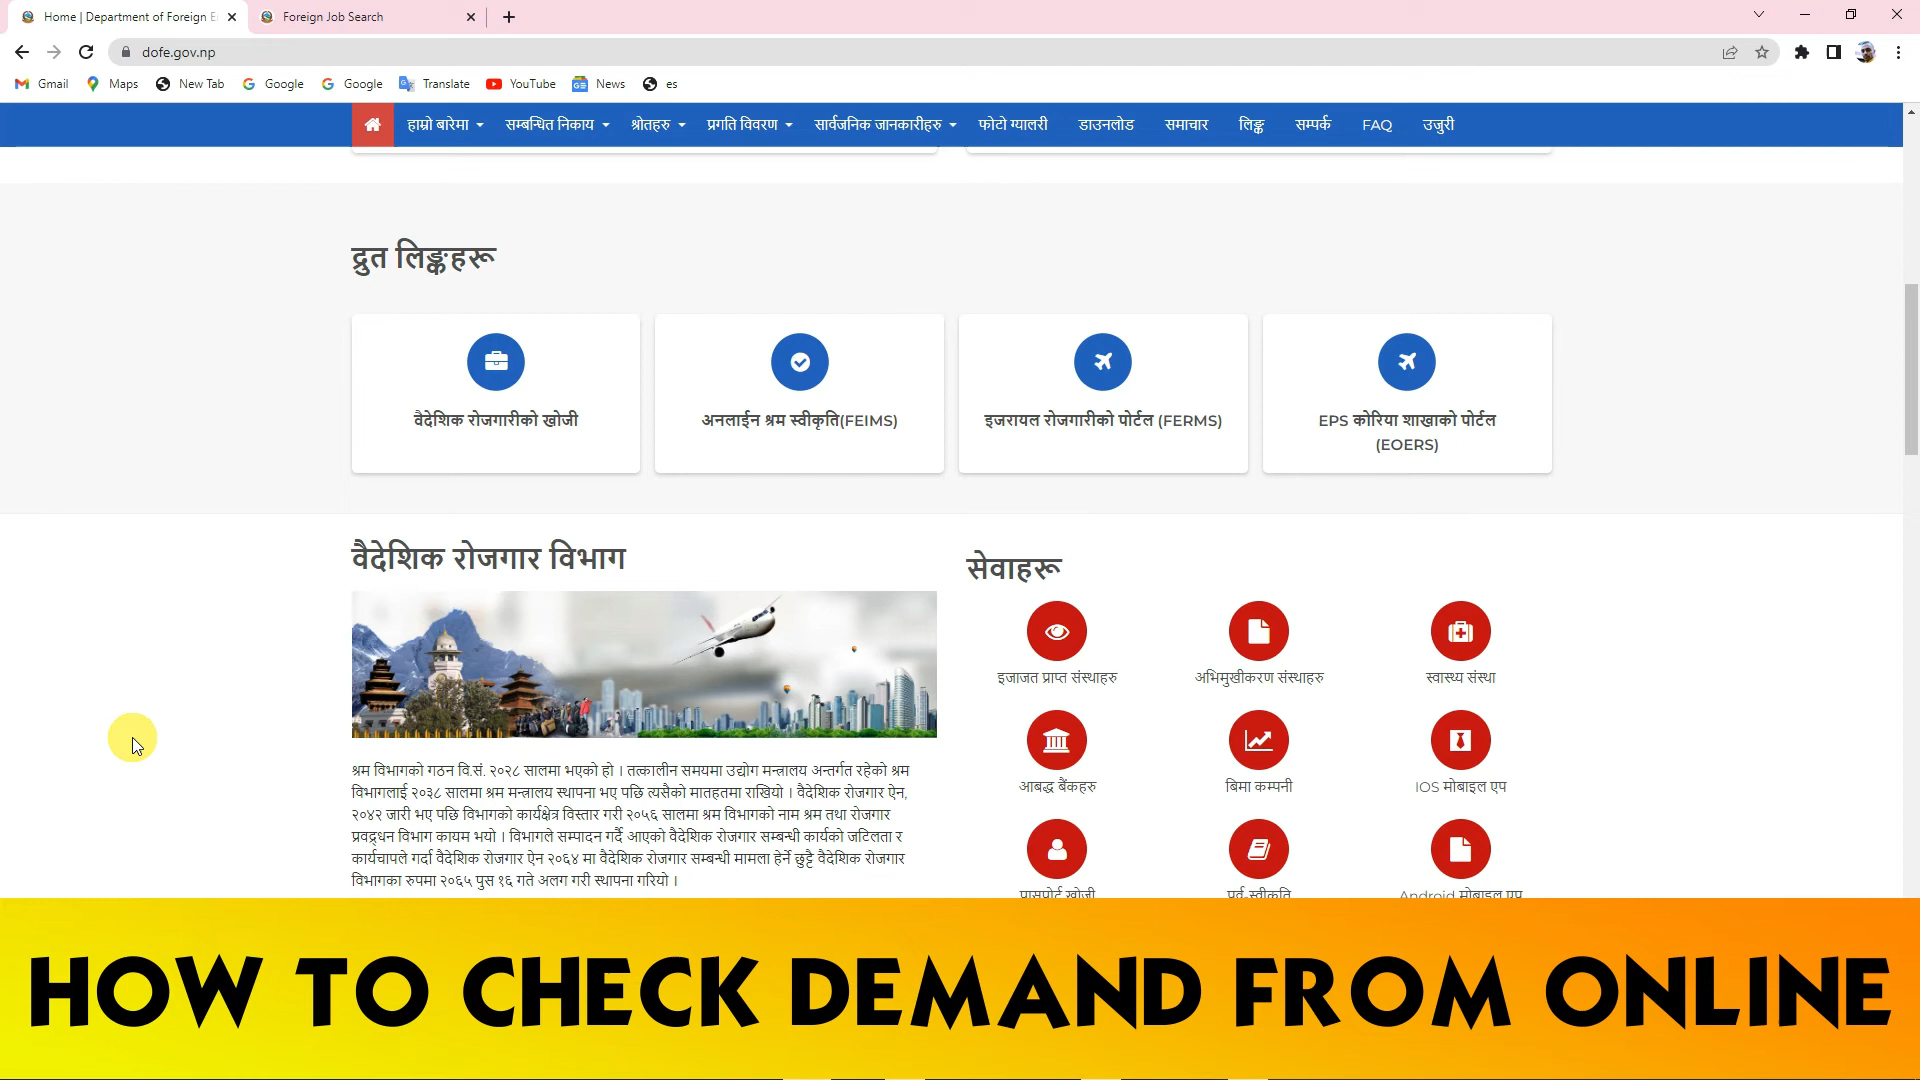 Home | Department of Foreign E
Foreign Job Search
dofe.gov.np
Gmail
Maps
New Tab
Google
Google
Translate
YouTube
News
es
हाम्रो बारेमा
सम्बन्धित निकाय
श्रोतहरु
प्रगति विवरण
सार्वजनिक जानकारीहरु
फोटो ग्यालरी
डाउनलोड
समाचार
लिङ्क
सम्पर्क
FAQ
उजुरी
द्रुत लिङ्कहरू
वैदेशिक रोजगारीको खोजी
अनलाईन श्रम स्वीकृति(FEIMS)
इजरायल रोजगारीको पोर्टल (FERMS)
EPS कोरिया शाखाको पोर्टल
(EOERS)
वैदेशिक रोजगार विभाग
श्रम विभागको गठन वि.सं. २०२८ सालमा भएको हो । तत्कालीन समयमा उद्योग मन्त्रालय अन्तर्गत रहेको श्रम
विभागलाई २०३८ सालमा श्रम मन्त्रालय स्थापना भए पछि त्यसैको मातहतमा राखियो । वैदेशिक रोजगार ऐन,
२०४२ जारी भए पछि विभागको कार्यक्षेत्र विस्तार गरी २०५६ सालमा श्रम विभागको नाम श्रम तथा रोजगार
प्रवद्र्धन विभाग कायम भयो । विभागले सम्पादन गर्दै आएको वैदेशिक रोजगार सम्बन्धी कार्यको जटिलता र
कार्यचापले गर्दा वैदेशिक रोजगार ऐन २०६४ मा वैदेशिक रोजगार सम्बन्धी मामला हेर्ने छुट्टै वैदेशिक रोजगार
विभागका रुपमा २०६५ पुस १६ गते अलग गरी स्थापना गरियो ।
सेवाहरू
इजाजत प्राप्त संस्थाहरु
अभिमुखीकरण संस्थाहरु
स्वास्थ्य संस्था
आबद्ध बैंकहरु
बिमा कम्पनी
IOS मोबाइल एप
पासपोर्ट खोजी
पूर्व-स्वीकृति
Android मोबाइल एप
HOW TO CHECK DEMAND FROM ONLINE